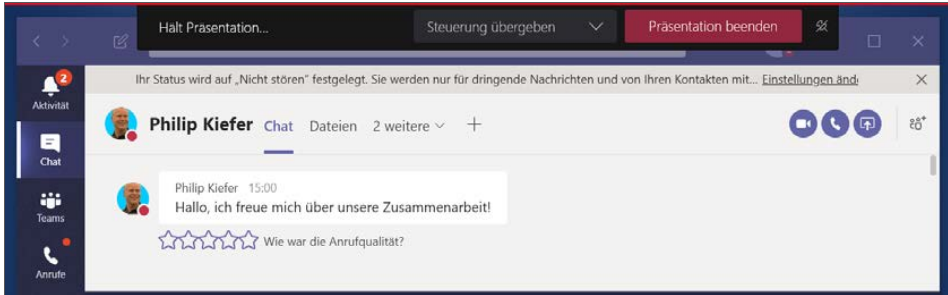 Hält Präsentation...
Steuerung übergeben
Präsentation beenden
2
Ihr Status wird auf „Nicht stören" festgelegt. Sie werden nur für dringende Nachrichten und von Ihren Kontakten mit... Einstellungen ände
Aktivität
Philip Kiefer Chat Dateien 2 weitere
Chat
Philip Kiefer 15:00
Hallo, ich freue mich über unsere Zusammenarbeit!
Teams
Wie war die Anrufqualität?
Anrufe